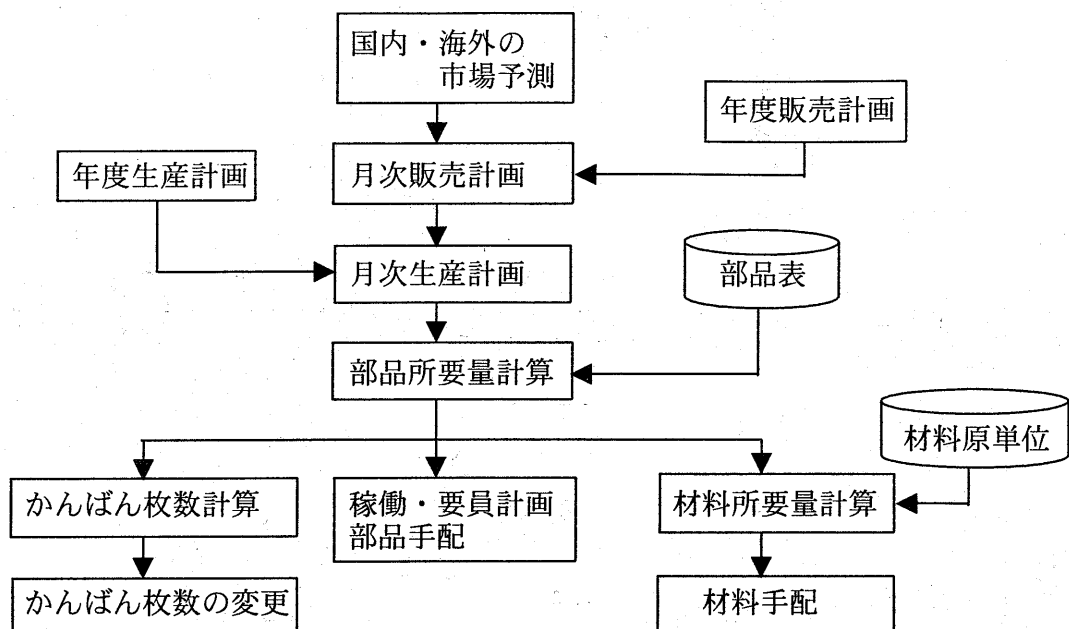 国内・海外の
市場予測
年度販売計画
年度生産計画
月次販売計画
月次生産計画
部品表
部品所要量計算
材料原単位
かんばん枚数計算
稼働・要員計画
部品手配
材料所要量計算
かんばん枚数の変更
材料手配